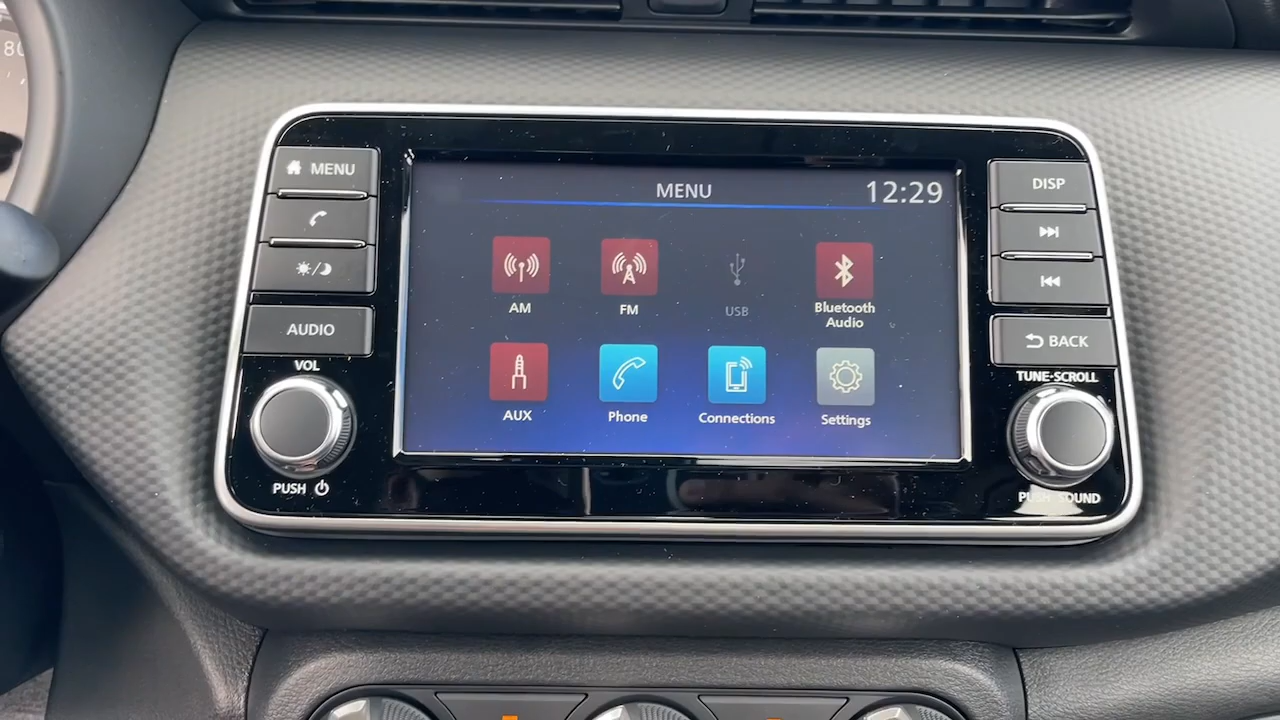 80
MENU
AUDIO
VOL
PUSH
MENU
12:29
AM
FM
USB
Bluetooth
Audio
AUX
Phone
Connections
Settings
DISP
BACK
TUNE·SCROLL
PUSH SOUND